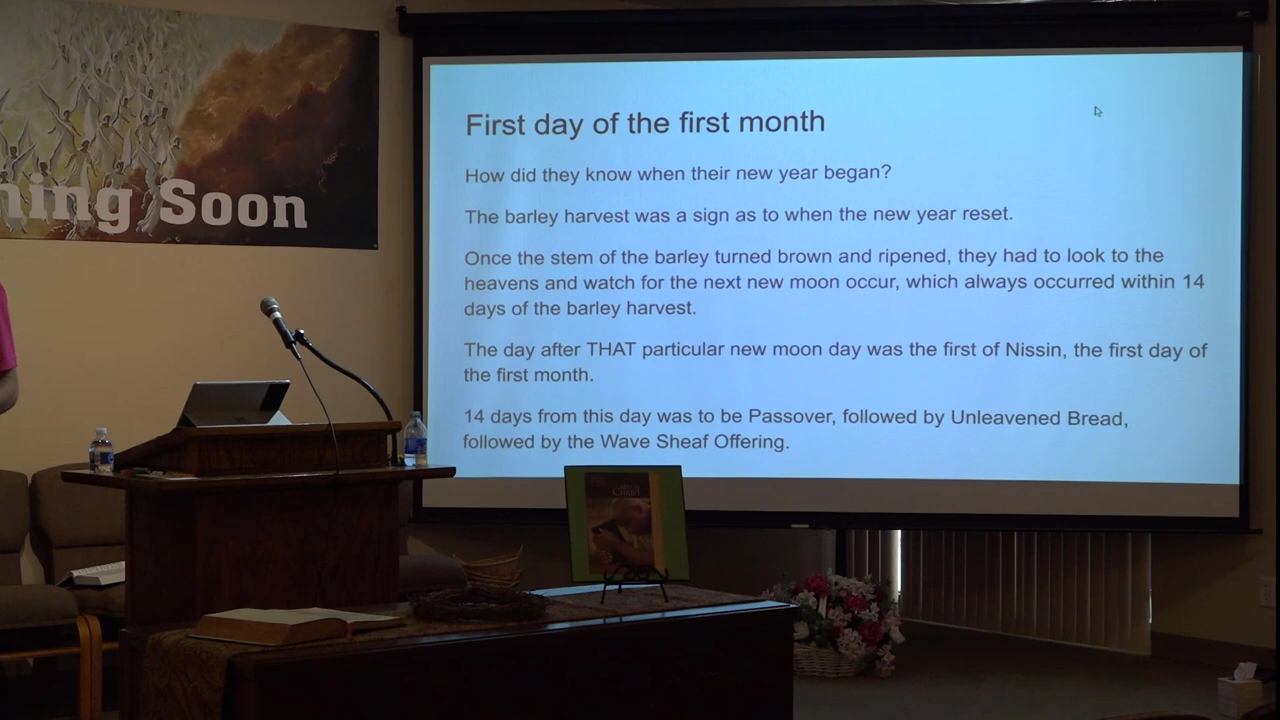 ning Soon
First day of the first month
How did they know when their new year began?
The barley harvest was a sign as to when the new year reset.
Once the stem of the barley turned brown and ripened, they had to look to the
heavens and watch for the next new moon occur, which always occurred within 14
days of the barley harvest.
The day after THAT particular new moon day was the first of Nissin, the first day of
the first month.
14 days from this day was to be Passover, followed by Unleavened Bread,
followed by the Wave Sheaf Offering.
CHRIST